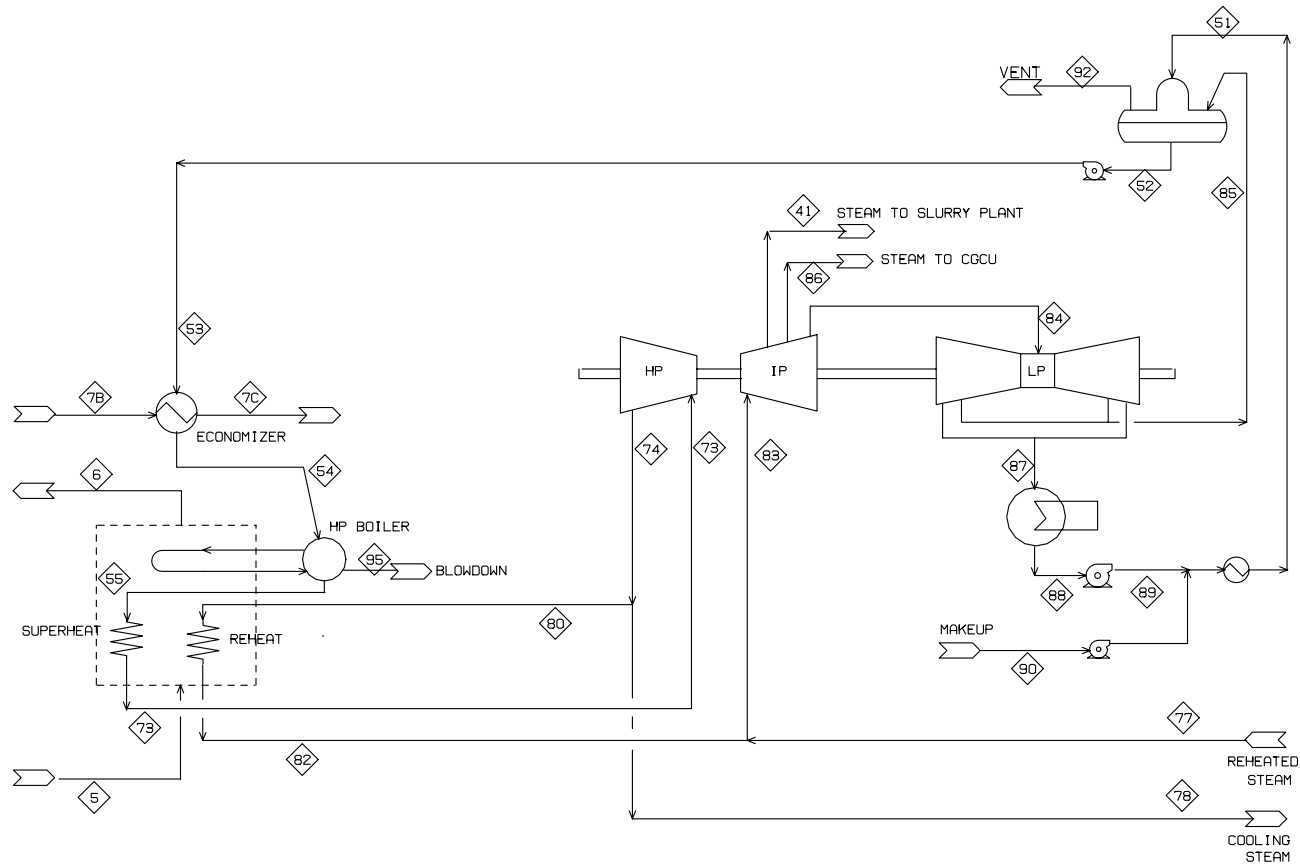 51
VENT
92
52
85
41
STEAM TO SLURRY PLANT
STEAM TO CGCU
86
84
53
HP
IP
LP
7B
7C
ECONOMIZER
74
73
83
87
6
54
HP BOILER
95
BLOWDOWN
55
88
89
80
SUPERHEAT
REHEAT
MAKEUP
90
73
82
77
REHEATED
STEAM
5
78
COOLING
STEAM